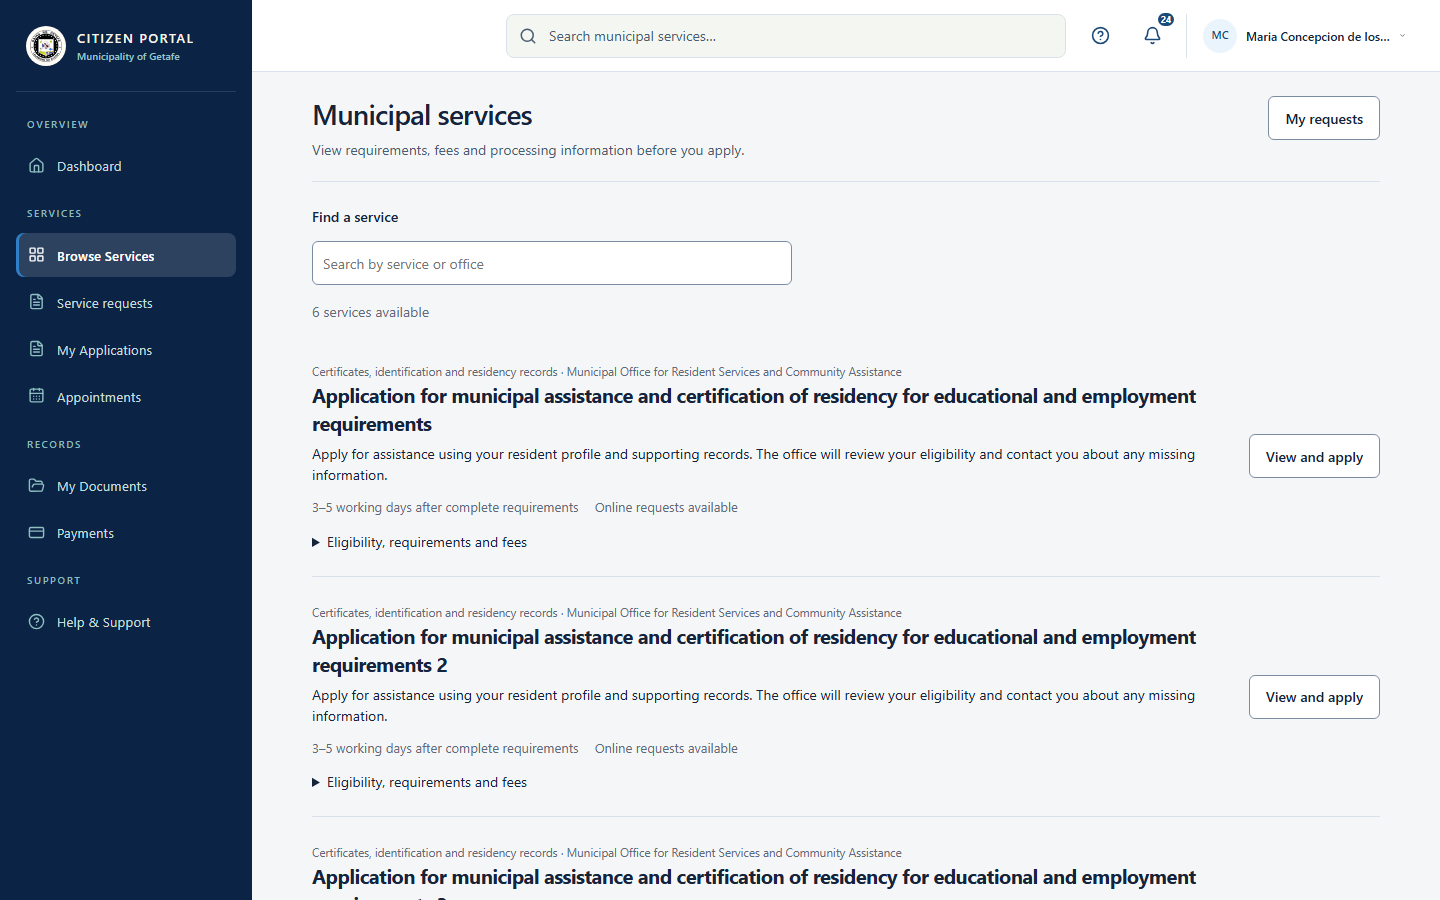 CITIZEN PORTAL
Municipality of Getafe
OVERVIEW
Dashboard
SERVICES
Browse Services
Service requests
My Applications
Appointments
RECORDS
My Documents
Payments
SUPPORT
Help & Support
Search municipal services...
24
MC
Maria Concepcion de los...
Municipal services
View requirements, fees and processing information before you apply.
My requests
Find a service
Search by service or office
6 services available
Certificates, identification and residency records · Municipal Office for Resident Services and Community Assistance
Application for municipal assistance and certification of residency for educational and employment
requirements
Apply for assistance using your resident profile and supporting records. The office will review your eligibility and contact you about any missing
information.
3–5 working days after complete requirements Online requests available
Eligibility, requirements and fees
View and apply
Certificates, identification and residency records · Municipal Office for Resident Services and Community Assistance
Application for municipal assistance and certification of residency for educational and employment
requirements 2
Apply for assistance using your resident profile and supporting records. The office will review your eligibility and contact you about any missing
information.
3–5 working days after complete requirements Online requests available
Eligibility, requirements and fees
View and apply
Certificates, identification and residency records · Municipal Office for Resident Services and Community Assistance
Application for municipal assistance and certification of residency for educational and employment